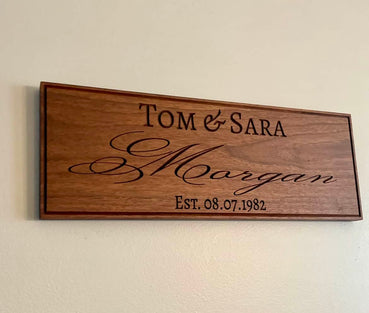 Tom & Sara
Morgan
Est. 08.07.1982